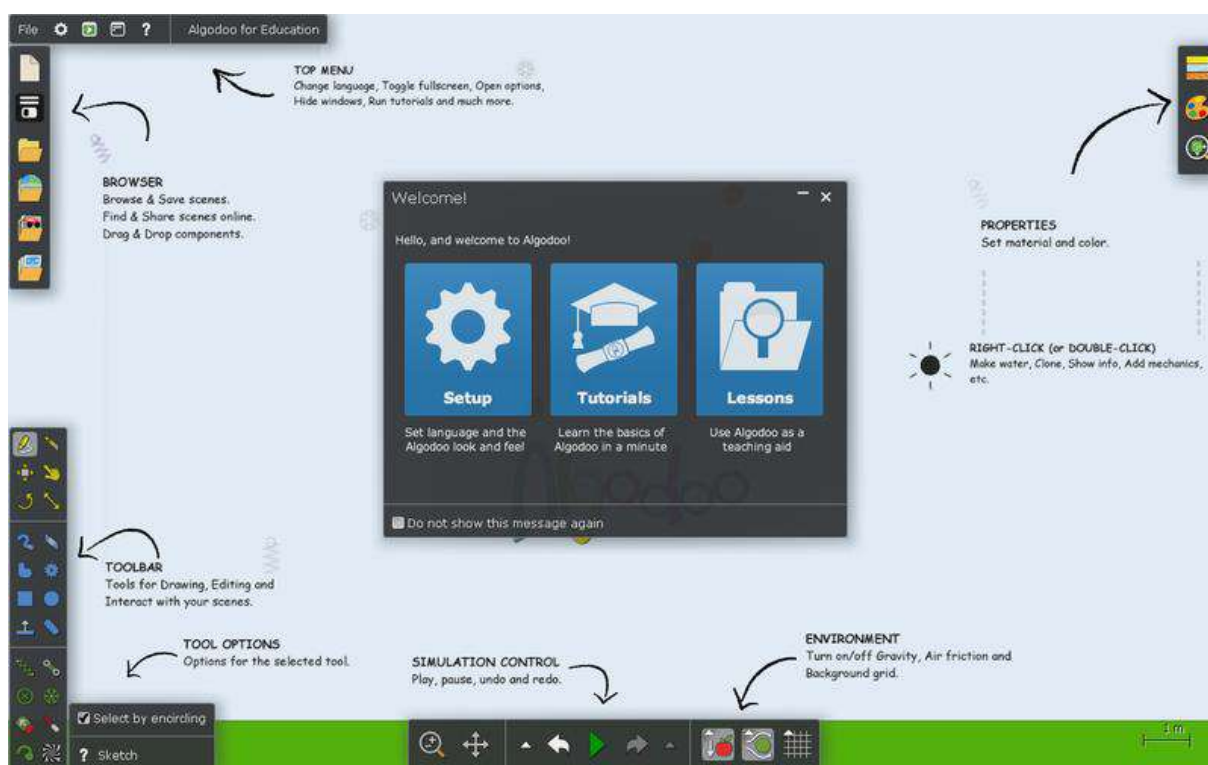 File ? Algodoo for Education
TOP MENU
Change language, Toggle fullscreen, Open options,
Hide windows, Run tutorials and much more.
BROWSER
Browse & Save scenes.
Find & Share scenes online.
Drag & Drop components.
Welcome!
Hello, and welcome to Algodoo!
Setup
Set language and the
Algodoo look and feel
Tutorials
Learn the basics of
Algodoo in a minute
Lessons
Use Algodoo as a
teaching aid
Algodoo
Do not show this message again
PROPERTIES
Set material and color.
RIGHT-CLICK (or DOUBLE-CLICK)
Make water, Clone, Show info, Add mechanics,
etc.
TOOLBAR
Tools for Drawing, Editing and
Interact with your scenes.
TOOL OPTIONS
Options for the selected tool.
SIMULATION CONTROL
Play, pause, undo and redo.
ENVIRONMENT
Turn on/off Gravity, Air friction and
Background grid.
Select by encircling
? Sketch
1 m